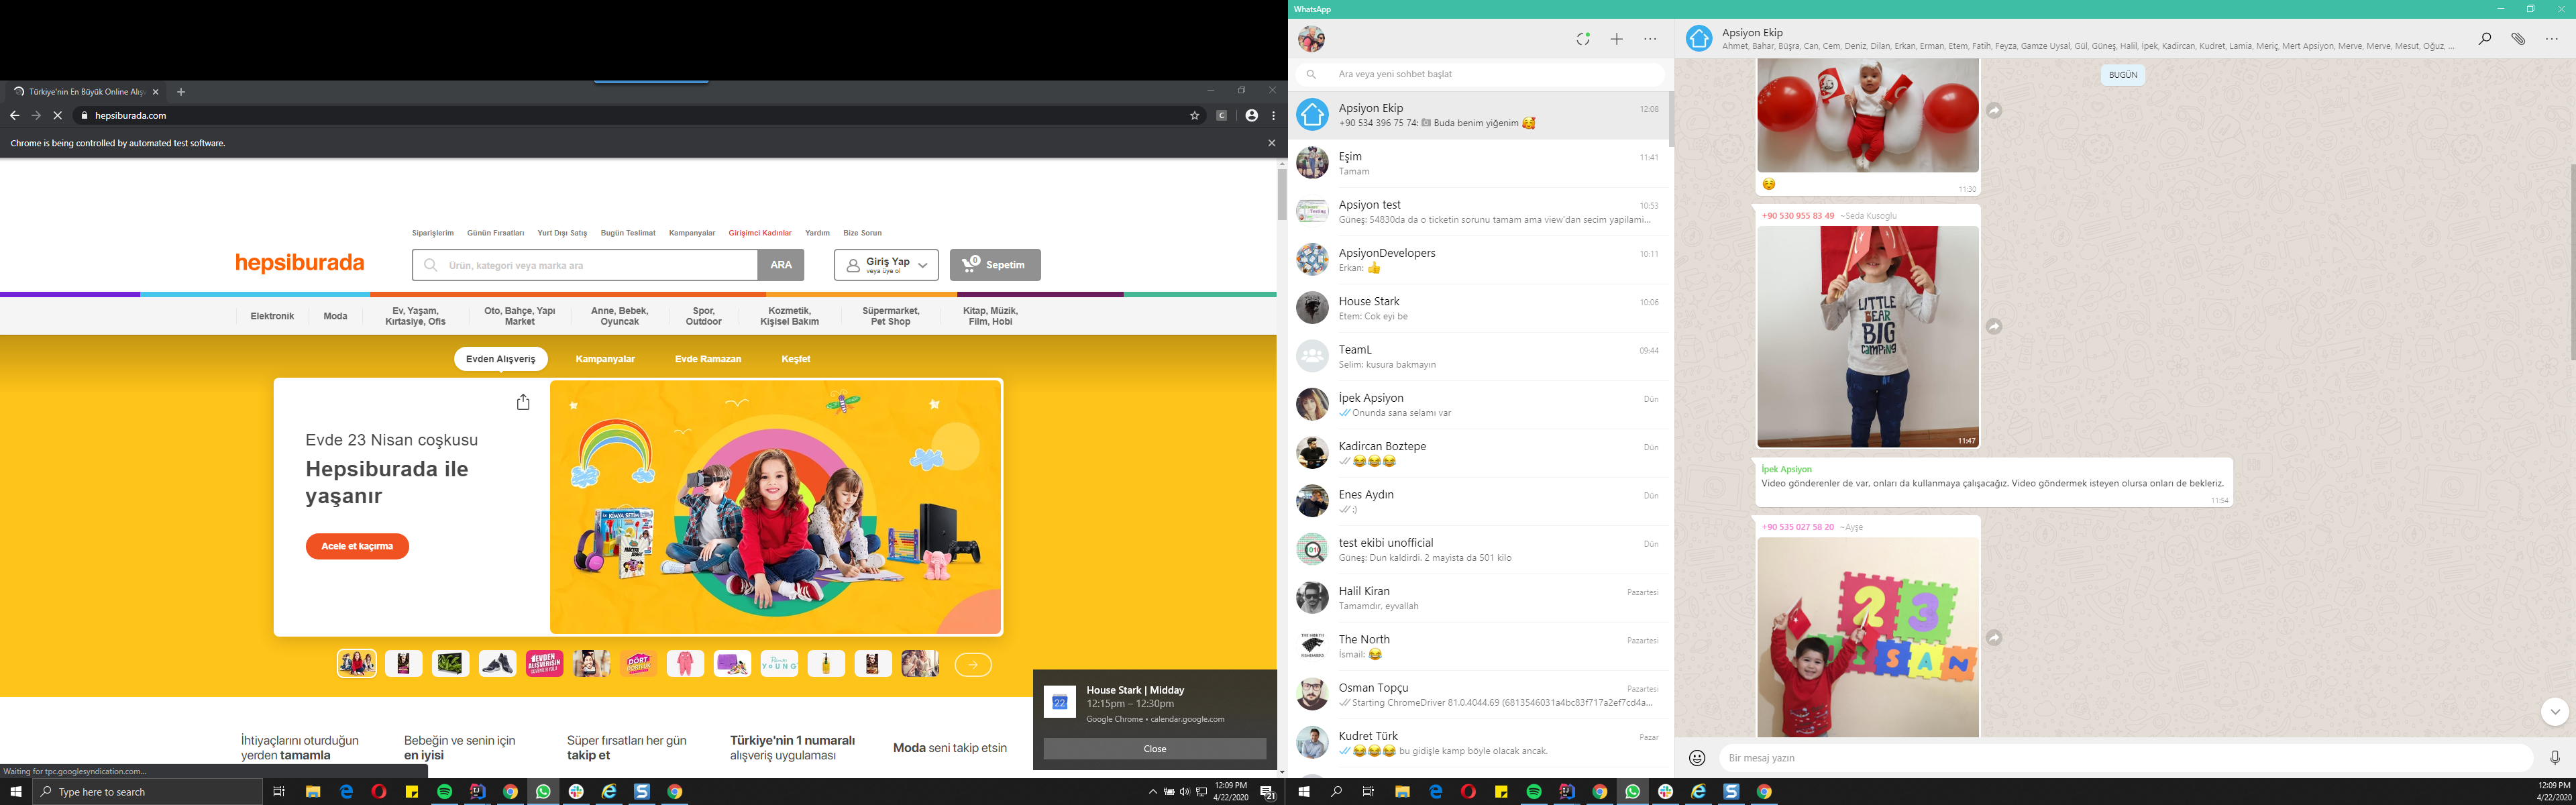 Türkiye'nin En Büyük Online Alışv
hepsiburada.com
Chrome is being controlled by automated test software.
Siparişlerim Günün Fırsatları Yurt Dışı Satış Bugün Teslimat Kampanyalar Girişimci Kadınlar Yardım Bize Sorun
hepsiburada
Ürün, kategori veya marka ara
ARA
Giriş Yap
veya üye ol
0
Sepetim
Elektronik
Moda
Ev, Yaşam,
Kırtasiye, Ofis
Oto, Bahçe, Yapı
Market
Anne, Bebek,
Oyuncak
Spor,
Outdoor
Kozmetik,
Kişisel Bakım
Süpermarket,
Pet Shop
Kitap, Müzik,
Film, Hobi
Evden Alışveriş Kampanyalar Evde Ramazan Keşfet
Evde 23 Nisan coşkusu
Hepsiburada ile
yaşanır
Acele et kaçırma
KİMYA SETİM
İhtiyaçlarını oturduğun
yerden tamamla
Bebeğin ve senin için
en iyisi
Süper fırsatları her gün
takip et
Türkiye'nin 1 numaralı
alışveriş uygulaması
Moda seni takip etsin
22
House Stark | Midday
12:15pm – 12:30pm
Google Chrome • calendar.google.com
Close
Waiting for tpc.googlesyndication.com...
Type here to search
12:09 PM
4/22/2020
21
WhatsApp
Ara veya yeni sohbet başlat
Apsiyon Ekip 12:08
+90 534 396 75 74: Buda benim yiğenim 🥰
Eşim 11:41
Tamam
Apsiyon test 10:53
Güneş: 54830da da o ticketin sorunu tamam ama view'dan secim yapilami...
ApsiyonDevelopers 10:11
Erkan: 👍
House Stark 10:06
Etem: Cok eyi be
TeamL 09:44
Selim: kusura bakmayın
İpek Apsiyon Dün
Onunda sana selamı var
Kadircan Boztepe Dün
😂😂😂
Enes Aydın Dün
:)
test ekibi unofficial Dün
Güneş: Dun kaldirdi. 2 mayista da 501 kilo
Halil Kiran Pazartesi
Tamamdır, eyvallah
The North Pazartesi
İsmail: 😂
Osman Topçu Pazartesi
Starting ChromeDriver 81.0.4044.69 (6813546031a4bc83f717a2ef7cd4a...
Kudret Türk Pazar
😂😂😂 bu gidişle kamp böyle olacak ancak.
Apsiyon Ekip
Ahmet, Bahar, Büşra, Can, Cem, Deniz, Dilan, Erkan, Erman, Etem, Fatih, Feyza, Gamze Uysal, Gül, Güneş, Halil, İpek, Kadircan, Kudret, Lamia, Meriç, Mert Apsiyon, Merve, Merve, Mesut, Oğuz, ...
BUGÜN
11:30
+90 530 955 83 49 ~Seda Kusoglu
LITTLE
BEAR
BIG
CAMPING
11:47
İpek Apsiyon
Video gönderenler de var, onları da kullanmaya çalışacağız. Video göndermek isteyen olursa onları de bekleriz.
11:54
+90 535 027 58 20 ~Ayşe
23
NISAN
Bir mesaj yazın
12:09 PM
4/22/2020